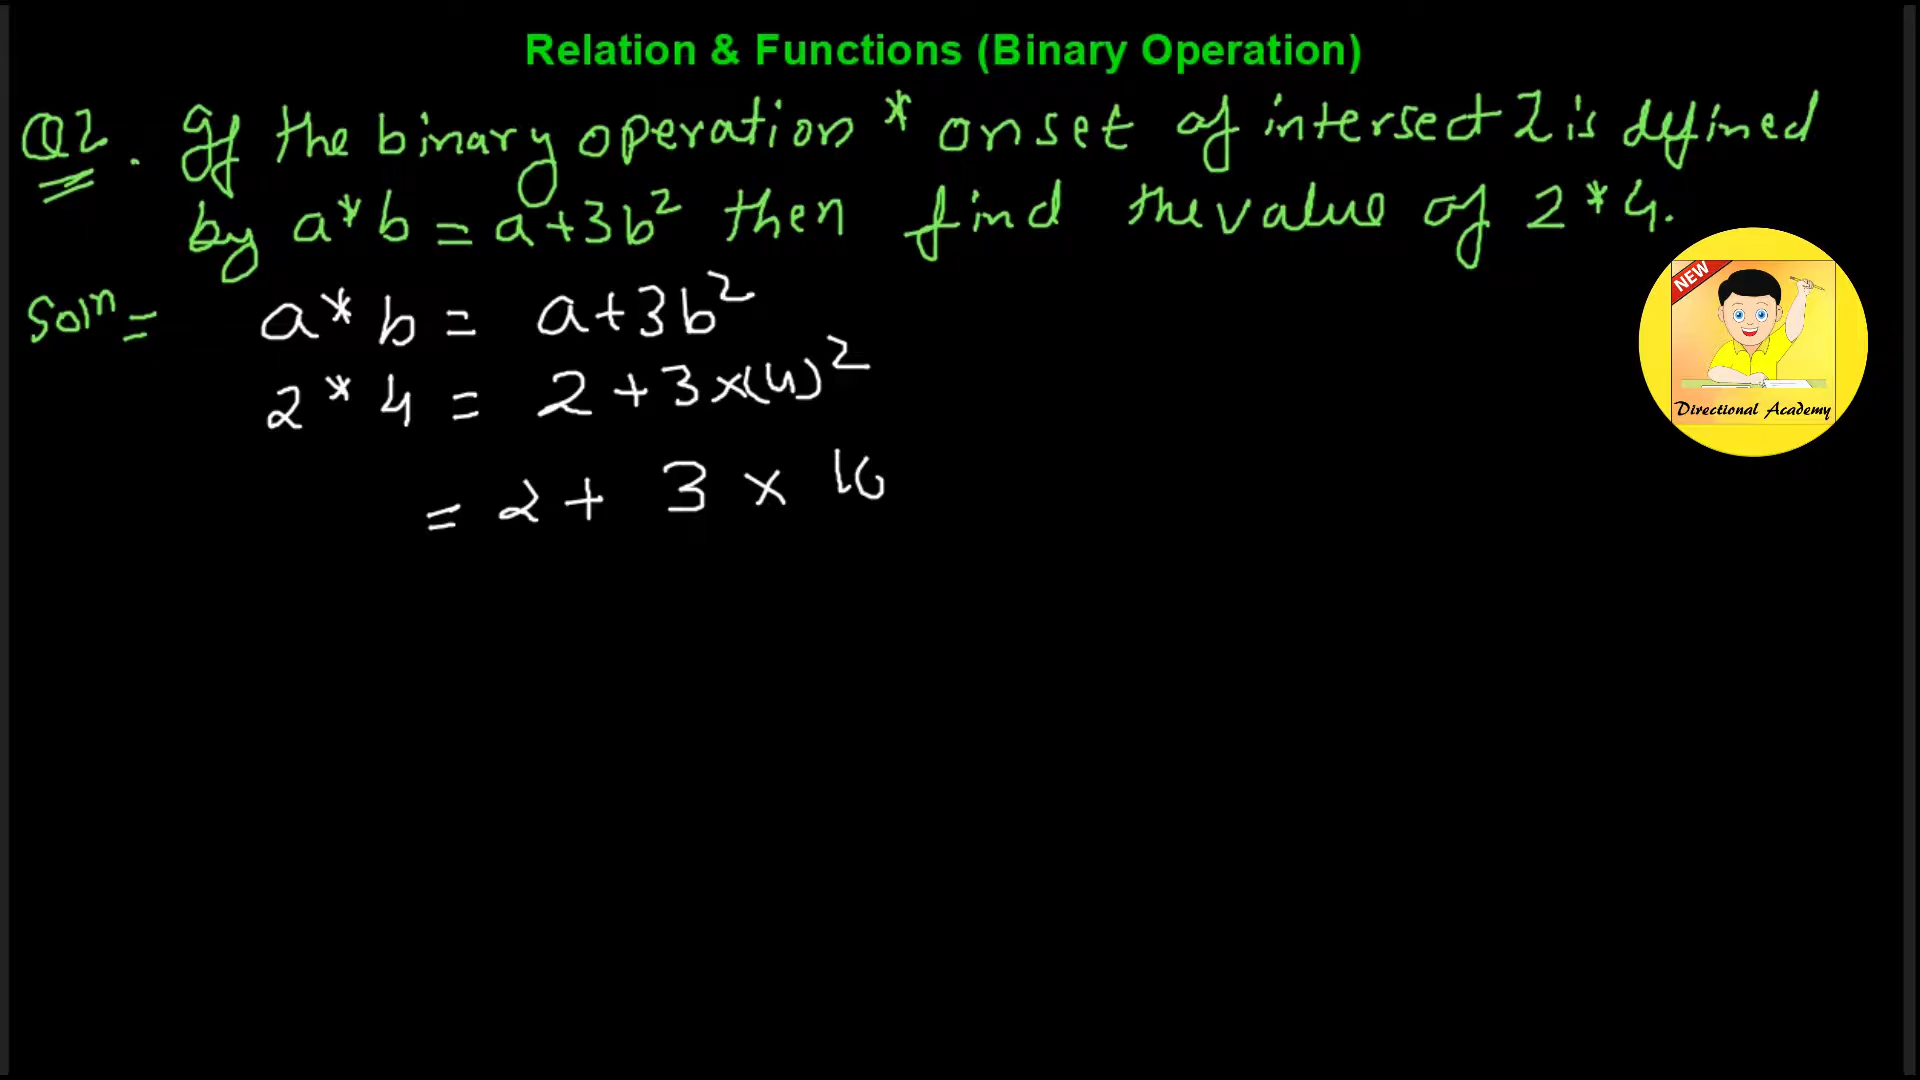 Relation & Functions (Binary Operation)
Q2. If the binary operation * on set of intersect Z is defined
by a*b = a+3b² then find the value of 2*4.
Soln = a*b = a+3b²
2*4 = 2+3×(4)²
= 2+ 3 × 16
NEW
Directional Academy